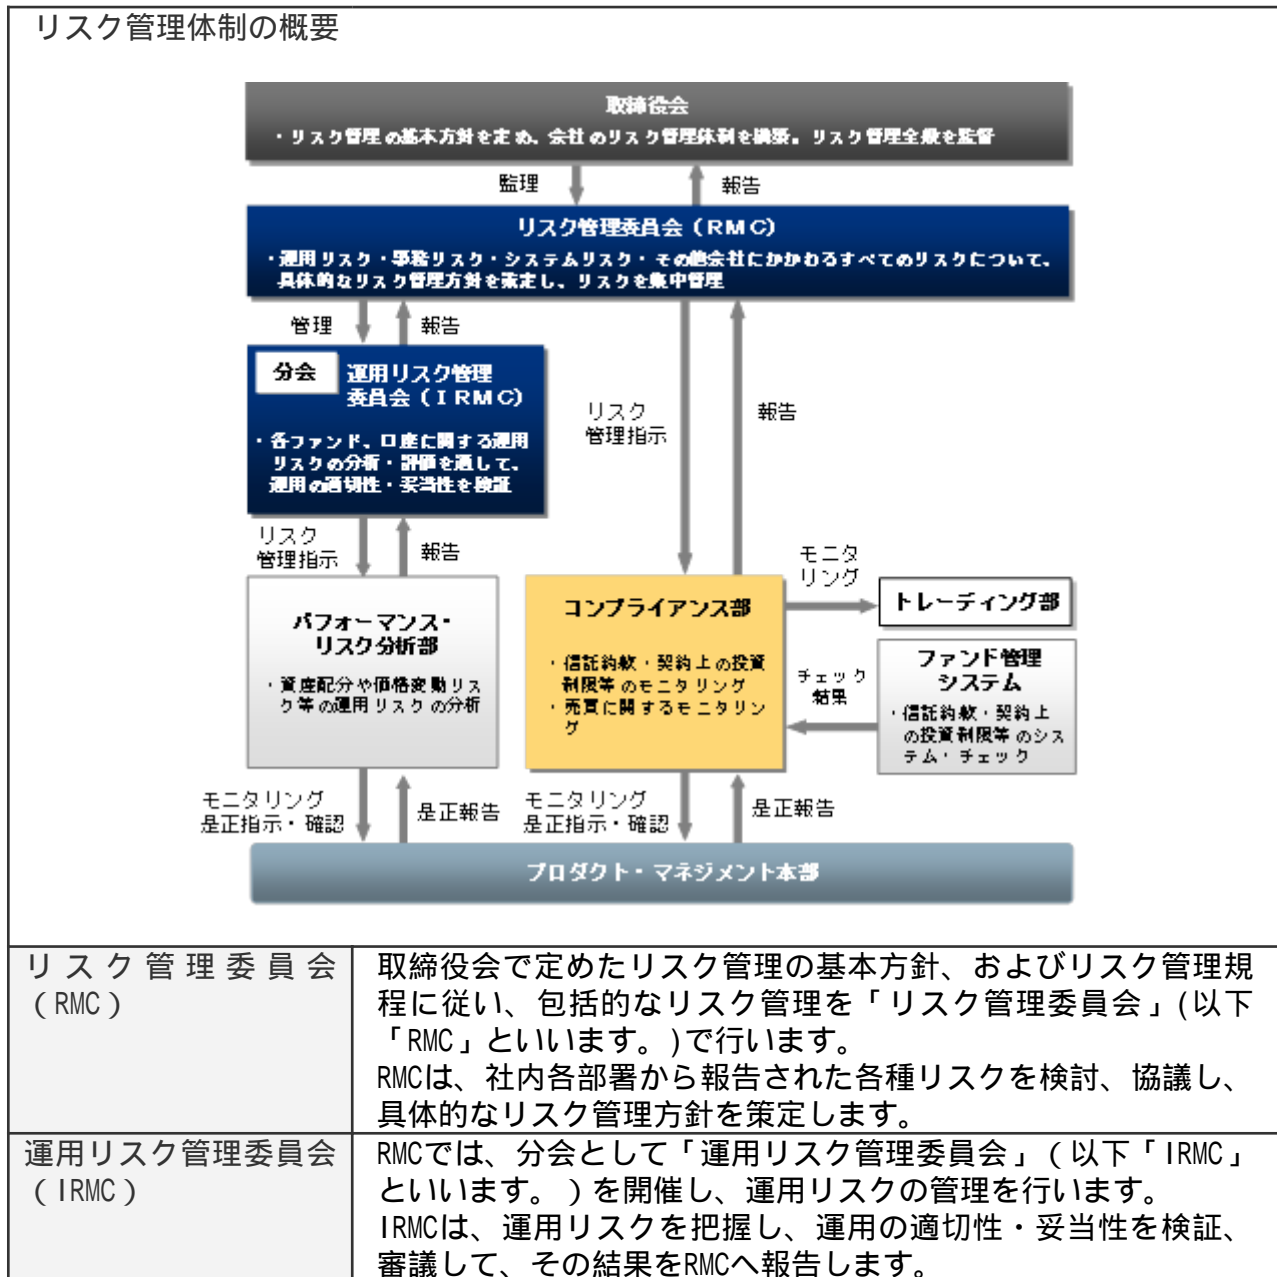 リスク管理体制の概要
取締役会
・リスク管理の基本方針を定め、会社のリスク管理体制を構築。リスク管理全般を監督
監理
報告
リスク管理委員会（RMC）
・運用リスク・事務リスク・システムリスク・その他会社にかかわるすべてのリスクについて、
具体的なリスク管理方針を策定し、リスクを集中管理
管理
報告
分会
運用リスク管理
委員会（IRMC）
・各ファンド、口座に関する運用
リスクの分析・評価を通して、
運用の適切性・妥当性を検証
リスク
管理指示
報告
リスク
管理指示
報告
パフォーマンス・
リスク分析部
・資産配分や価格変動リス
ク等の運用リスクの分析
コンプライアンス部
・信託約款・契約上の投資
制限等のモニタリング
・売買に関するモニタリン
グ
モニタ
リング
トレーディング部
チェック
結果
ファンド管理
システム
・信託約款・契約上
の投資制限等のシス
テム・チェック
モニタリング
是正指示・確認
是正報告
モニタリング
是正指示・確認
是正報告
プロダクト・マネジメント本部
リスク管理委員会
（RMC）
取締役会で定めたリスク管理の基本方針、およびリスク管理規
程に従い、包括的なリスク管理を「リスク管理委員会」(以下
「RMC」といいます。)で行います。
RMCは、社内各部署から報告された各種リスクを検討、協議し、
具体的なリスク管理方針を策定します。
運用リスク管理委員会
（IRMC）
RMCでは、分会として「運用リスク管理委員会」（以下「IRMC」
といいます。）を開催し、運用リスクの管理を行います。
IRMCは、運用リスクを把握し、運用の適切性・妥当性を検証、
審議して、その結果をRMCへ報告します。